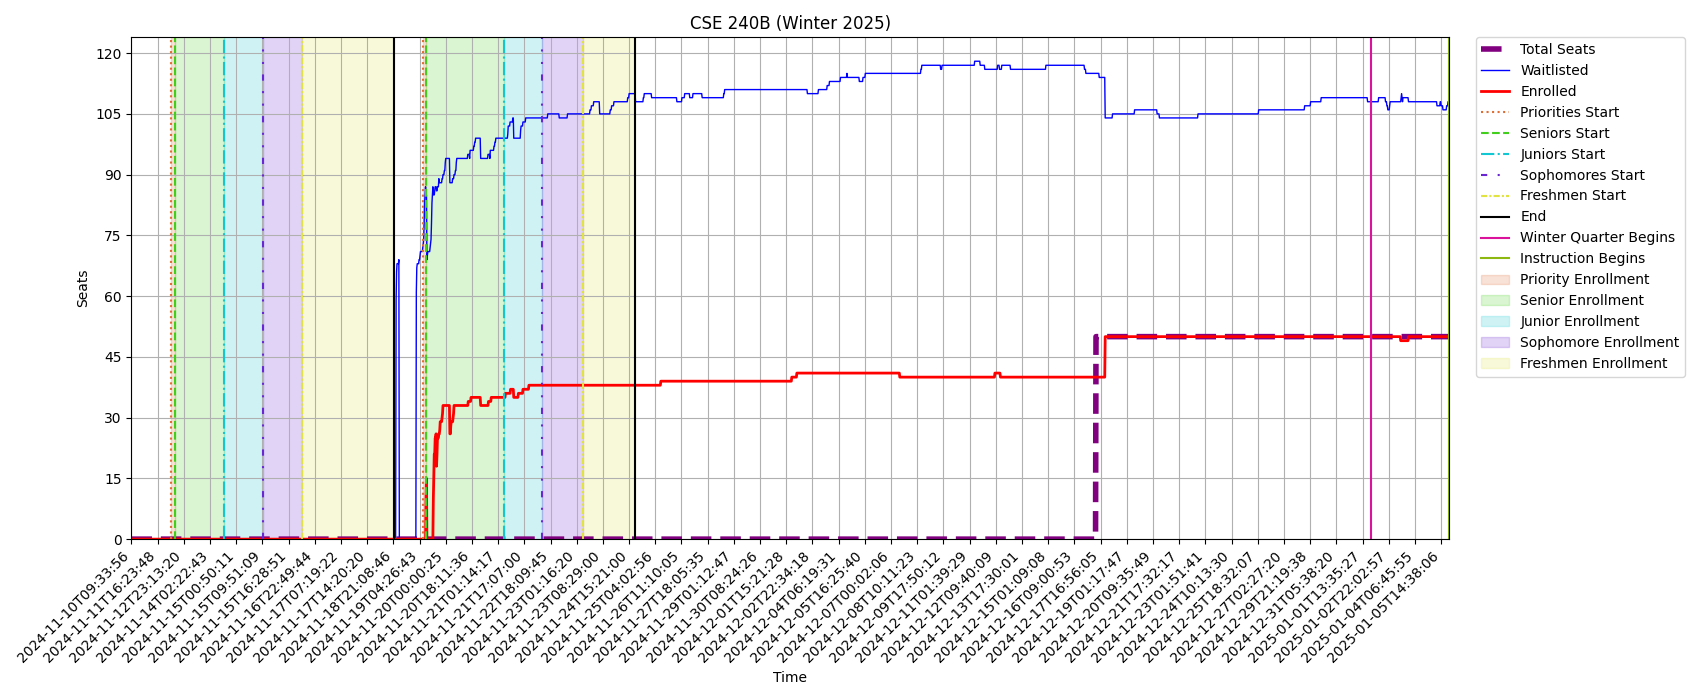 CSE 240B (Winter 2025)
120
105
90
75
60
45
30
15
0
Seats
2024-11-10T09:33:56
2024-11-11T16:23:48
2024-11-12T23:13:20
2024-11-14T02:22:43
2024-11-15T00:50:11
2024-11-15T09:51:09
2024-11-15T16:28:51
2024-11-16T22:49:44
2024-11-17T07:19:22
2024-11-17T14:20:20
2024-11-18T21:08:46
2024-11-19T04:26:43
2024-11-20T00:00:25
2024-11-20T18:11:36
2024-11-21T01:14:17
2024-11-21T17:07:00
2024-11-22T18:09:45
2024-11-23T01:16:20
2024-11-23T08:29:00
2024-11-24T15:21:00
2024-11-25T04:02:56
2024-11-26T11:10:05
2024-11-27T18:05:35
2024-11-29T01:12:47
2024-11-30T08:24:26
2024-12-01T15:21:28
2024-12-02T22:34:18
2024-12-04T06:19:31
2024-12-05T16:25:40
2024-12-07T00:02:06
2024-12-08T10:11:23
2024-12-09T17:50:12
2024-12-11T01:39:29
2024-12-12T09:40:09
2024-12-13T17:30:01
2024-12-15T01:09:08
2024-12-16T09:00:53
2024-12-17T16:56:05
2024-12-19T01:17:47
2024-12-20T09:35:49
2024-12-21T17:32:17
2024-12-23T01:51:41
2024-12-24T10:13:30
2024-12-25T18:32:07
2024-12-27T02:27:20
2024-12-29T21:19:38
2024-12-31T05:38:20
2025-01-01T13:35:27
2025-01-02T22:02:57
2025-01-04T06:45:55
2025-01-05T14:38:06
Time
Total Seats
Waitlisted
Enrolled
Priorities Start
Seniors Start
Juniors Start
Sophomores Start
Freshmen Start
End
Winter Quarter Begins
Instruction Begins
Priority Enrollment
Senior Enrollment
Junior Enrollment
Sophomore Enrollment
Freshmen Enrollment